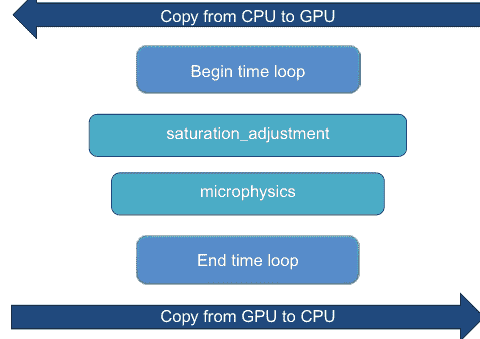 Copy from CPU to GPU
Begin time loop
saturation_adjustment
microphysics
End time loop
Copy from GPU to CPU